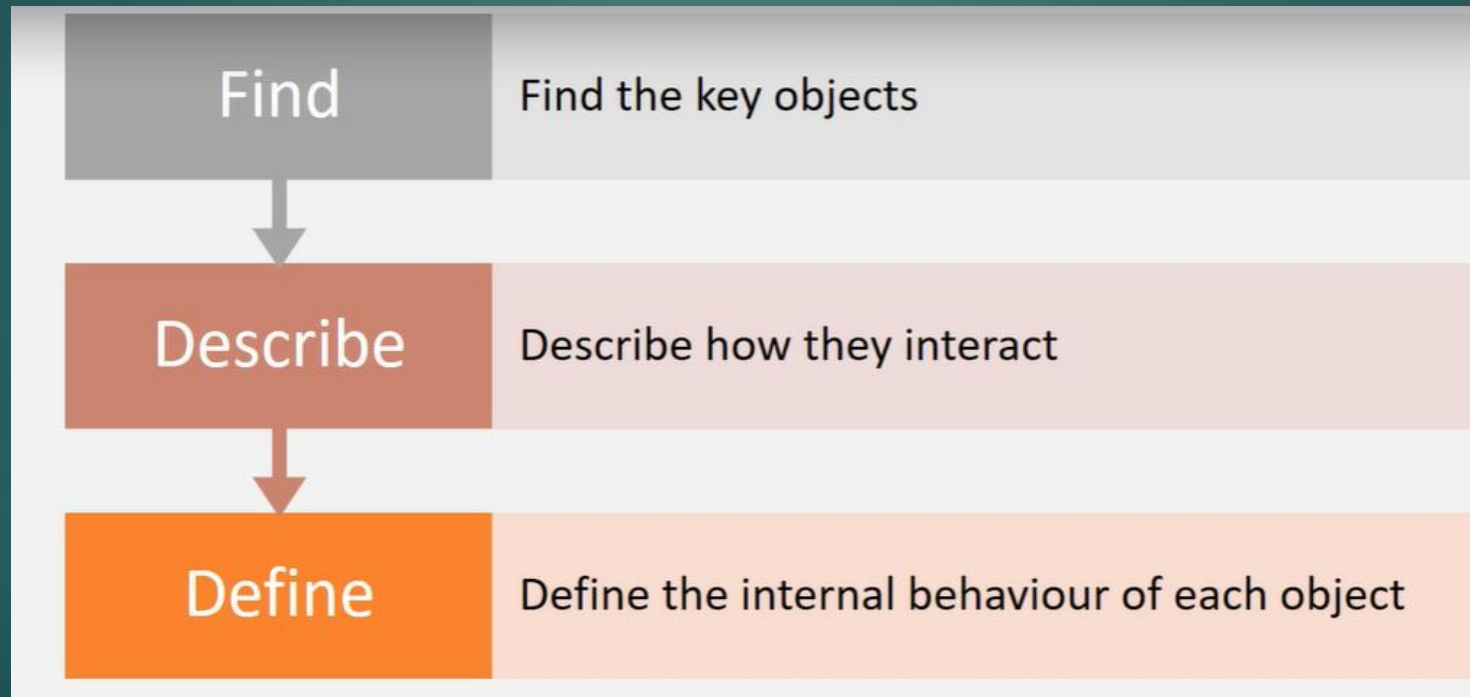 Find
Find the key objects
Describe
Describe how they interact
Define
Define the internal behaviour of each object